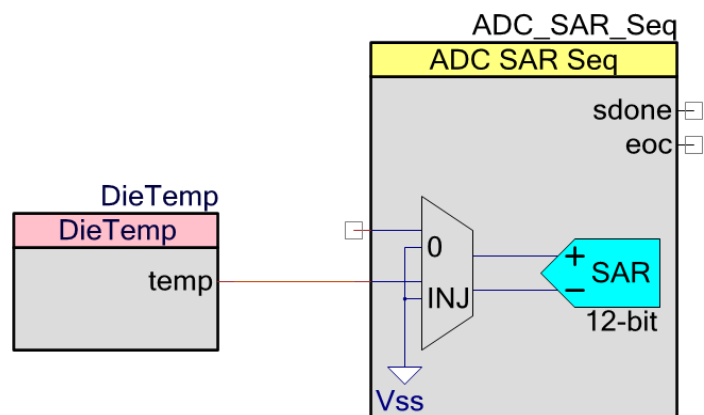 ADC_SAR_Seq
ADC SAR Seq
sdone
eoc
DieTemp
DieTemp
temp
0
INJ
+
−
SAR
12-bit
Vss